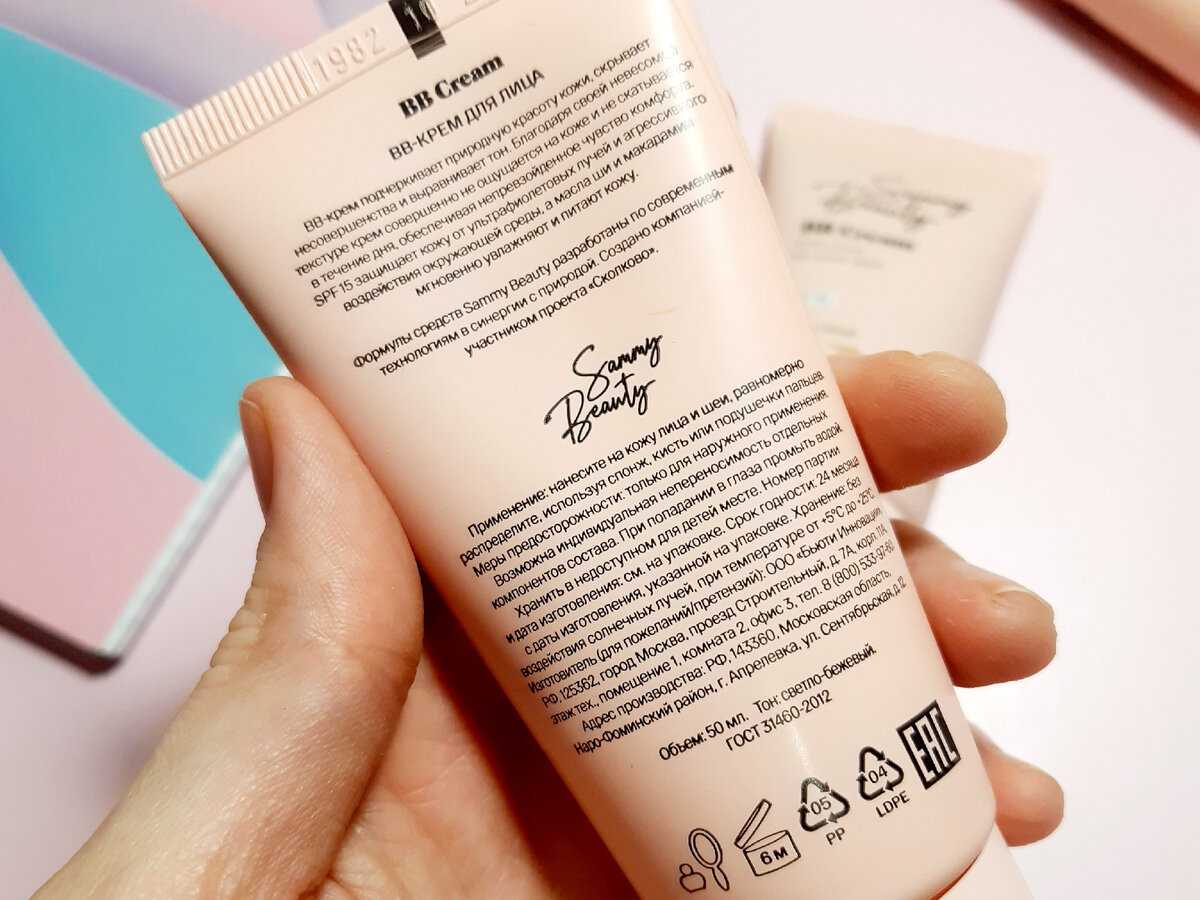 1982
BB Cream
ВВ-КРЕМ ДЛЯ ЛИЦА
ВВ-крем подчеркивает природную красоту кожи, скрывает
несовершенства и выравнивает тон. Благодаря своей невесомой
текстуре крем совершенно не ощущается на коже и не скатывается
в течение дня, обеспечивая непревзойденное чувство комфорта.
SPF 15 защищает кожу от ультрафиолетовых лучей и агрессивного
воздействия окружающей среды, а масла ши и макадамии
мгновенно увлажняют и питают кожу.
Формулы средств Sammy Beauty разработаны по современным
технологиям в синергии с природой. Создано компанией-
участником проекта «Сколково».
Sammy
Beauty
Применение: нанесите на кожу лица и шеи, равномерно
распределите, используя спонж, кисть или подушечки пальцев.
Меры предосторожности: только для наружного применения.
Возможна индивидуальная непереносимость отдельных
компонентов состава. При попадании в глаза промыть водой.
Хранить в недоступном для детей месте. Номер партии
и дата изготовления: см. на упаковке. Срок годности: 24 месяца
с даты изготовления, указанной на упаковке. Хранение: без
воздействия солнечных лучей, при температуре от +5°C до +25°C
Изготовитель (для пожеланий/претензий): ООО «Бьюти Инновации»,
РФ, 125362, город Москва, проезд Строительный, д. 7А, корп. 11А,
этаж тех., помещение 1, комната 2, офис 3, тел. 8 (800) 533-97-60
Адрес производства: РФ, 143360, Московская область,
Наро-Фоминский район, г. Апрелевка, ул. Сентябрьская, д. 12
Объем: 50 мл. Тон: светло-бежевый.
ГОСТ 31460-2012
6 м
05
PP
04
LDPE
EAC
Sammy
Beauty
BB Cream